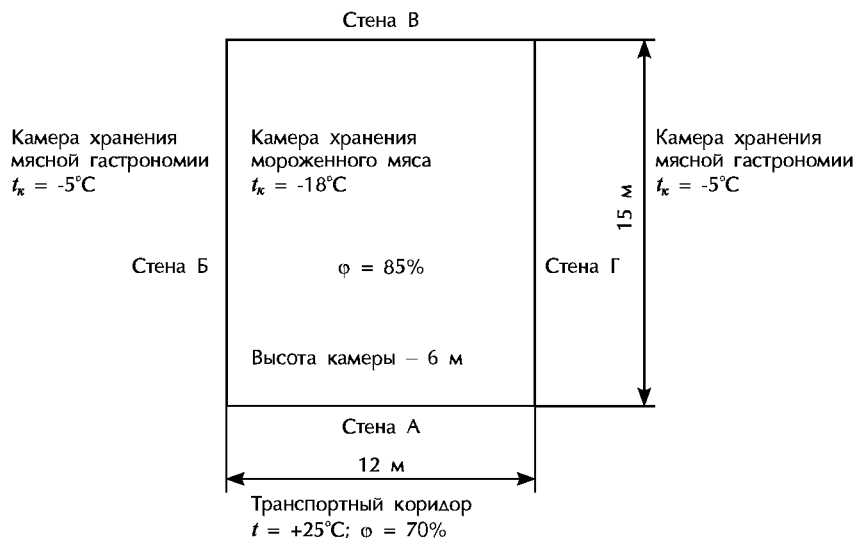 Стена В
Камера хранения
мясной гастрономии
tк = -5°C
Камера хранения
мороженного мяса
tк = -18°C
Камера хранения
мясной гастрономии
tк = -5°C
15 м
Стена Б
φ = 85%
Стена Г
Высота камеры – 6 м
Стена А
12 м
Транспортный коридор
t = +25°C; φ = 70%